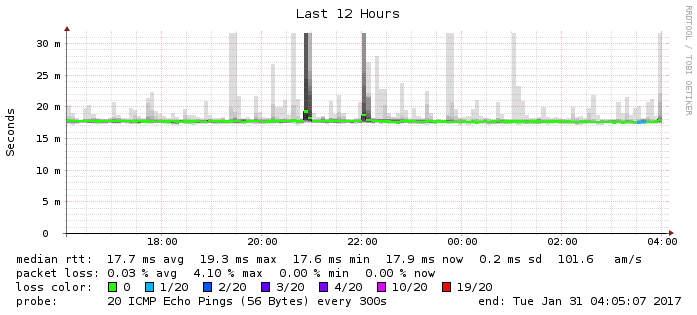 Last 12 Hours
RRDTOOL / TOBI OETIKER
Seconds
30 m
25 m
20 m
15 m
10 m
5 m
0
18:00 20:00 22:00 00:00 02:00 04:00
median rtt: 17.7 ms avg 19.3 ms max 17.6 ms min 17.9 ms now 0.2 ms sd 101.6 am/s
packet loss: 0.03 % avg 4.10 % max 0.00 % min 0.00 % now
loss color: 0 1/20 2/20 3/20 4/20 10/20 19/20
probe: 20 ICMP Echo Pings (56 Bytes) every 300s end: Tue Jan 31 04:05:07 2017